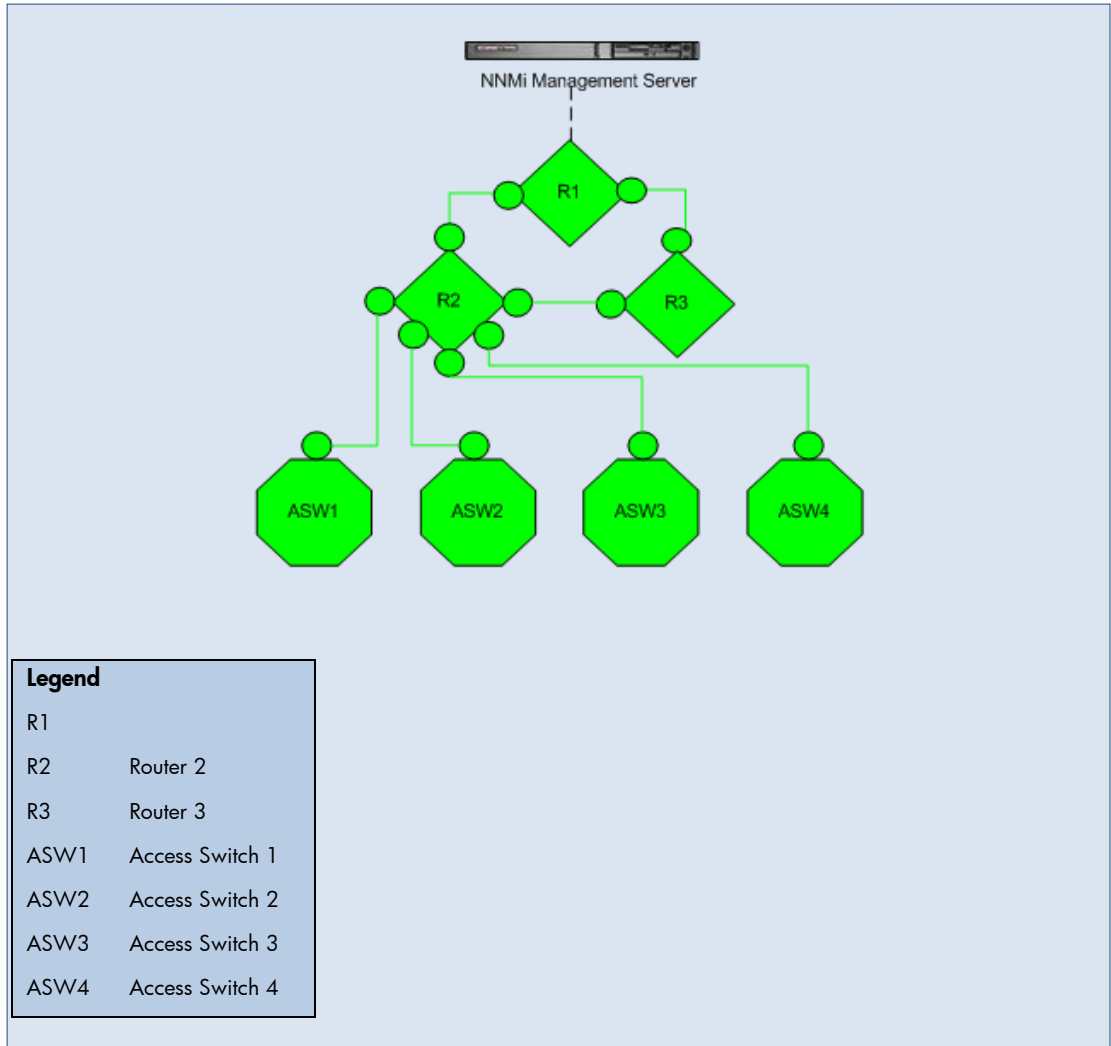 NNMi Management Server
R1
R2
R3
ASW1
ASW2
ASW3
ASW4
Legend
R1
R2 Router 2
R3 Router 3
ASW1 Access Switch 1
ASW2 Access Switch 2
ASW3 Access Switch 3
ASW4 Access Switch 4